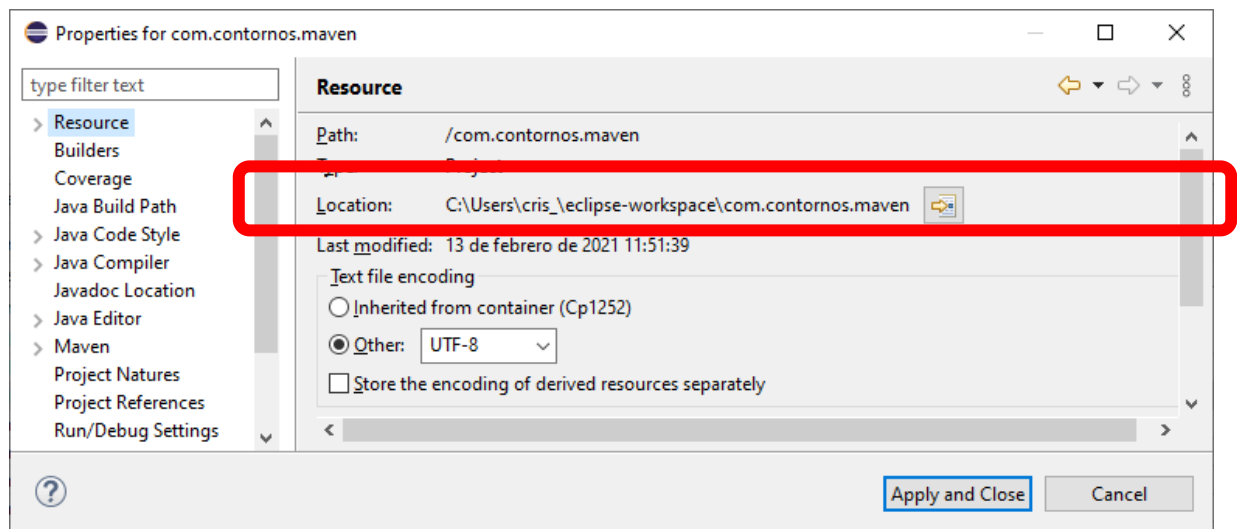 Properties for com.contornos.maven
type filter text
Resource
Builders
Coverage
Java Build Path
Java Code Style
Java Compiler
Javadoc Location
Java Editor
Maven
Project Natures
Project References
Run/Debug Settings
Resource
Path: /com.contornos.maven
Location: C:\Users\cris_\eclipse-workspace\com.contornos.maven
Last modified: 13 de febrero de 2021 11:51:39
Text file encoding
Inherited from container (Cp1252)
Other: UTF-8
Store the encoding of derived resources separately
Apply and Close
Cancel